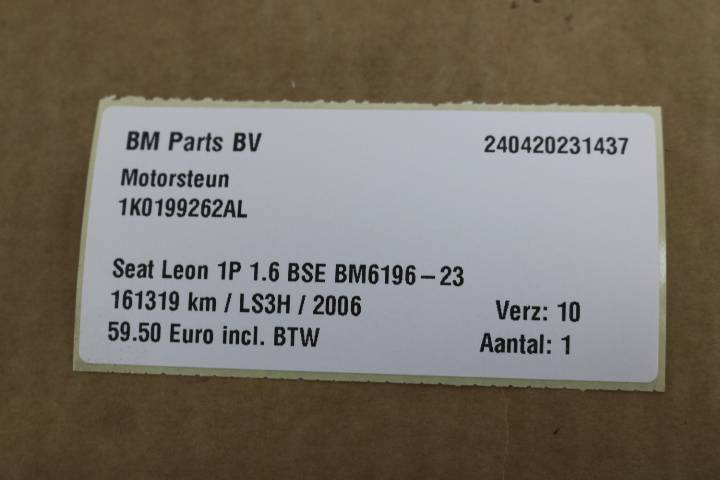 BM Parts BV 240420231437
Motorsteun
1K0199262AL
Seat Leon 1P 1.6 BSE BM6196-23
161319 km / LS3H / 2006 Verz: 10
59.50 Euro incl. BTW Aantal: 1